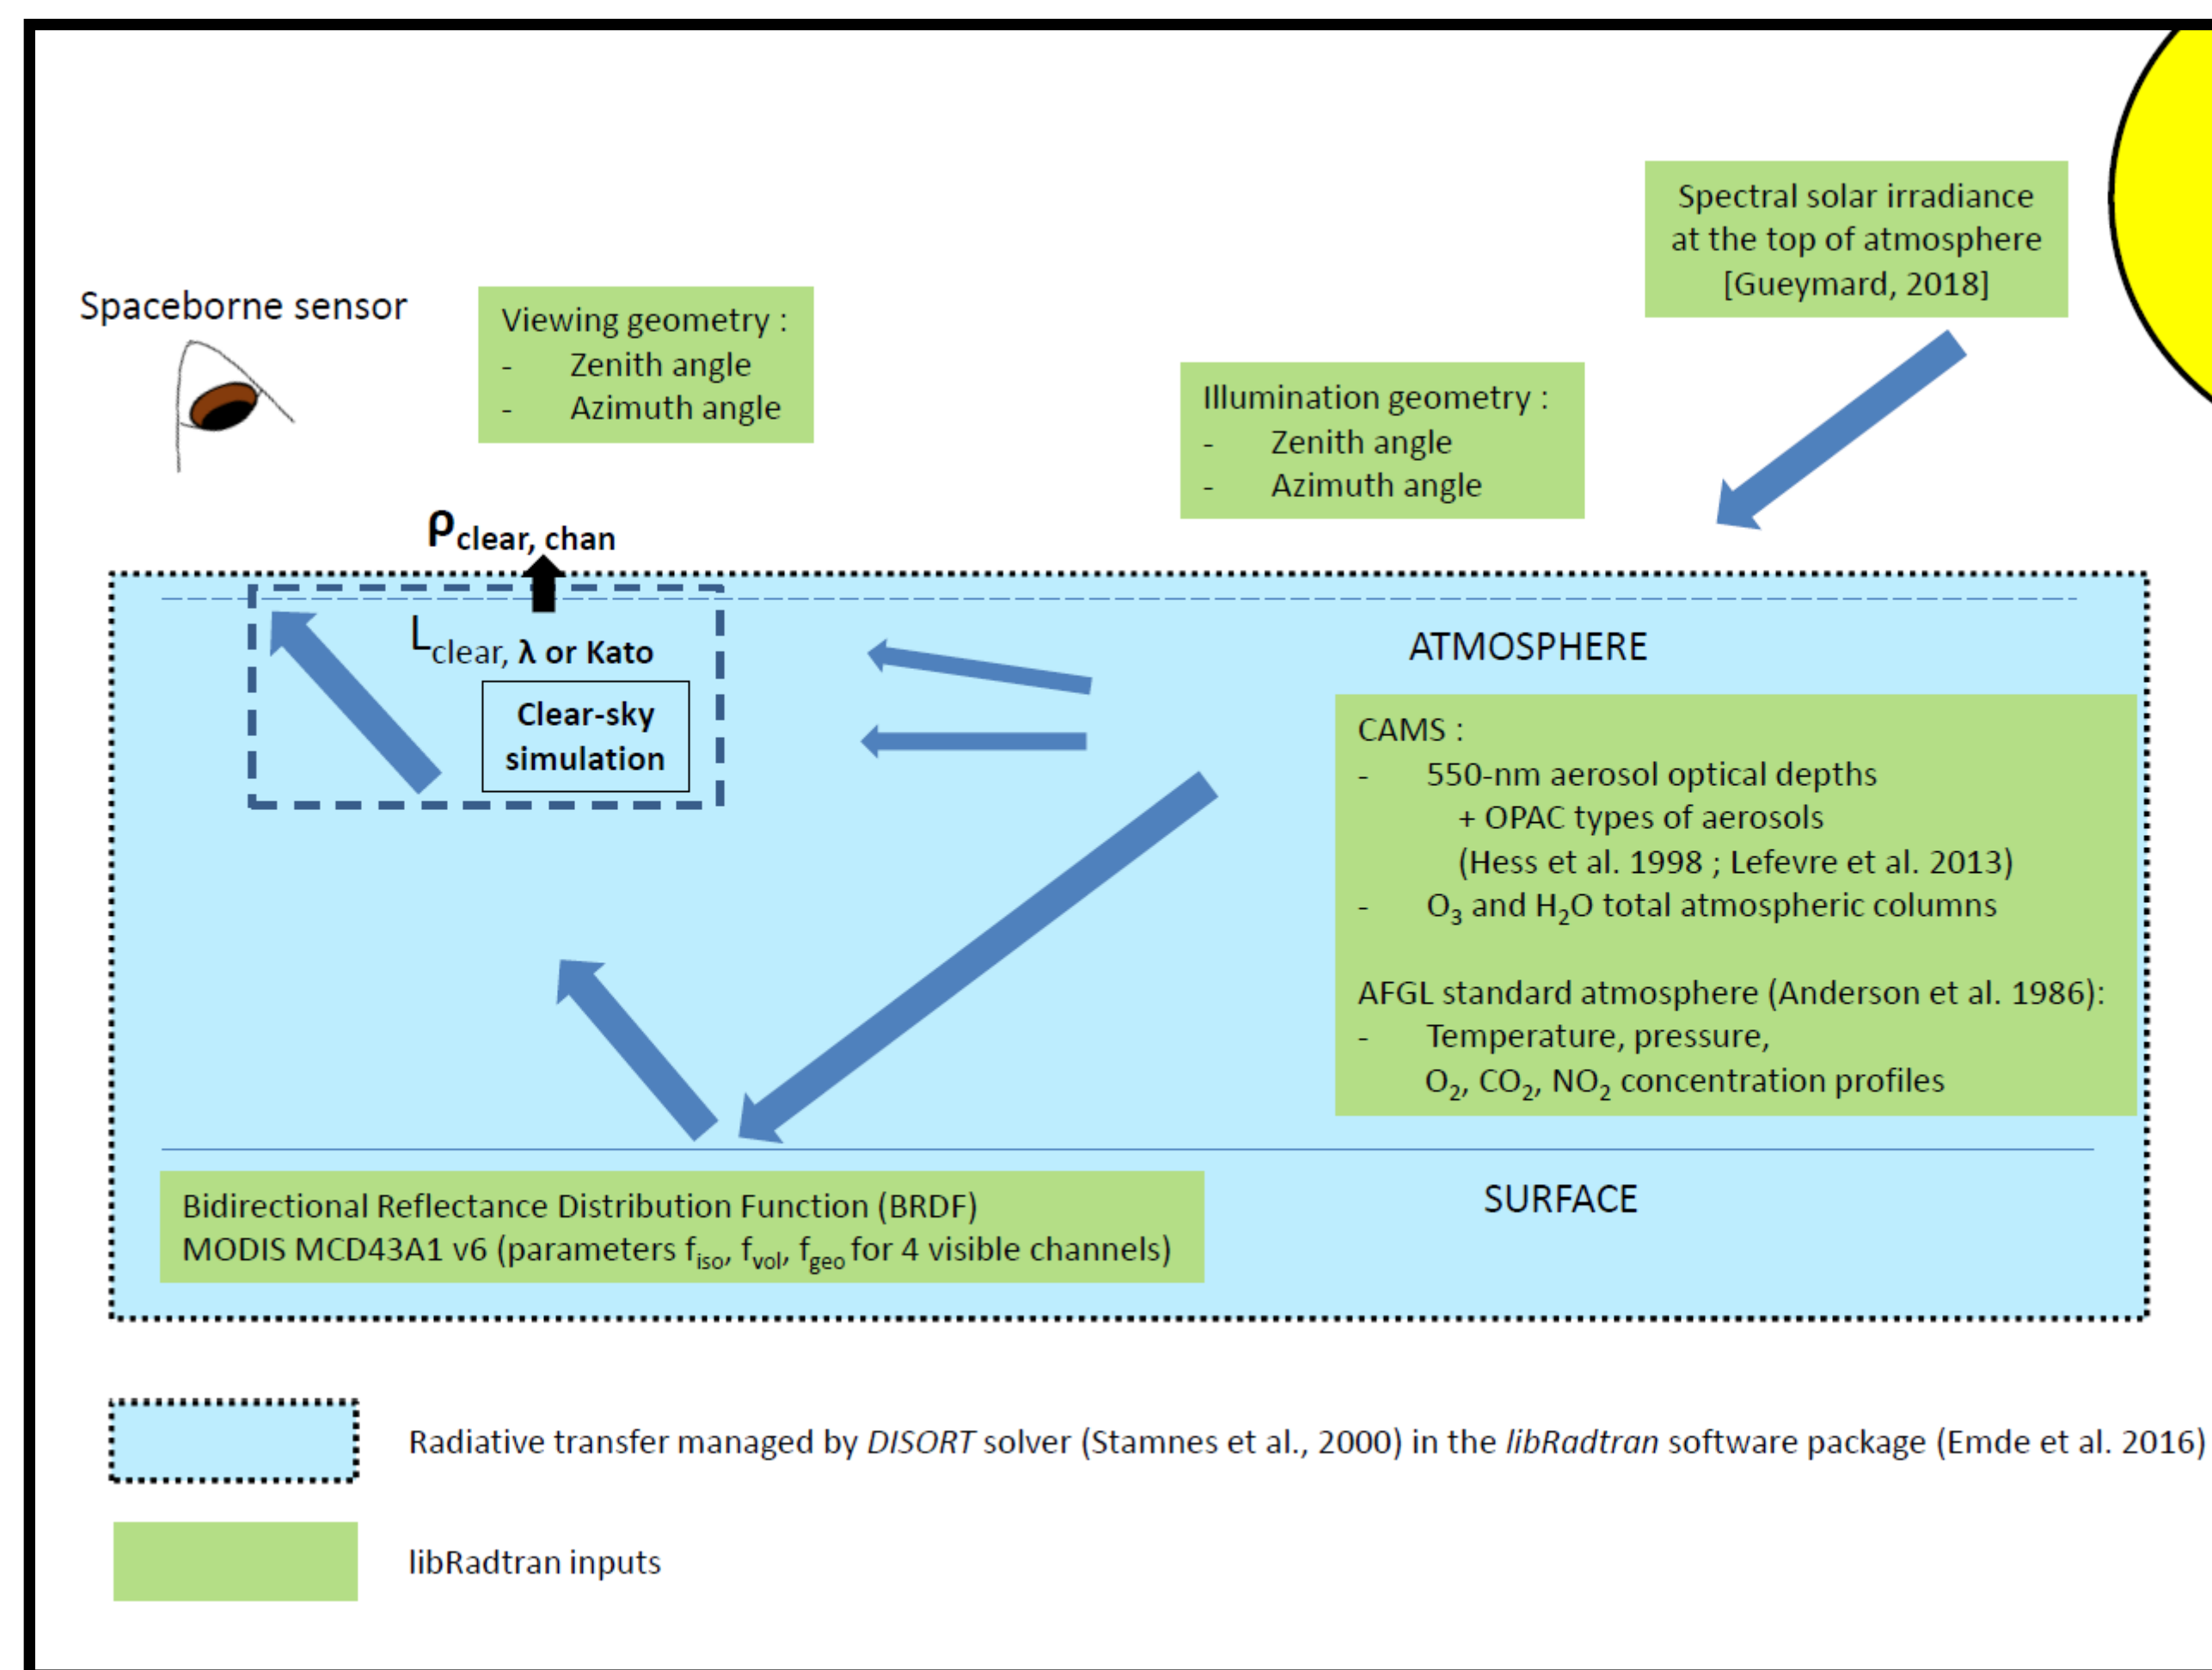 Spectral solar irradiance
at the top of atmosphere
[Gueymard, 2018]
Spaceborne sensor
Viewing geometry :
- Zenith angle
- Azimuth angle
Illumination geometry :
- Zenith angle
- Azimuth angle
ρclear, chan
Lclear, λ or Kato
Clear-sky
simulation
ATMOSPHERE
CAMS :
- 550-nm aerosol optical depths
+ OPAC types of aerosols
(Hess et al. 1998 ; Lefevre et al. 2013)
- O₃ and H₂O total atmospheric columns
AFGL standard atmosphere (Anderson et al. 1986):
- Temperature, pressure,
O₂, CO₂, NO₂ concentration profiles
SURFACE
Bidirectional Reflectance Distribution Function (BRDF)
MODIS MCD43A1 v6 (parameters fiso, fvol, fgeo for 4 visible channels)
Radiative transfer managed by DISORT solver (Stamnes et al., 2000) in the libRadtran software package (Emde et al. 2016)
libRadtran inputs